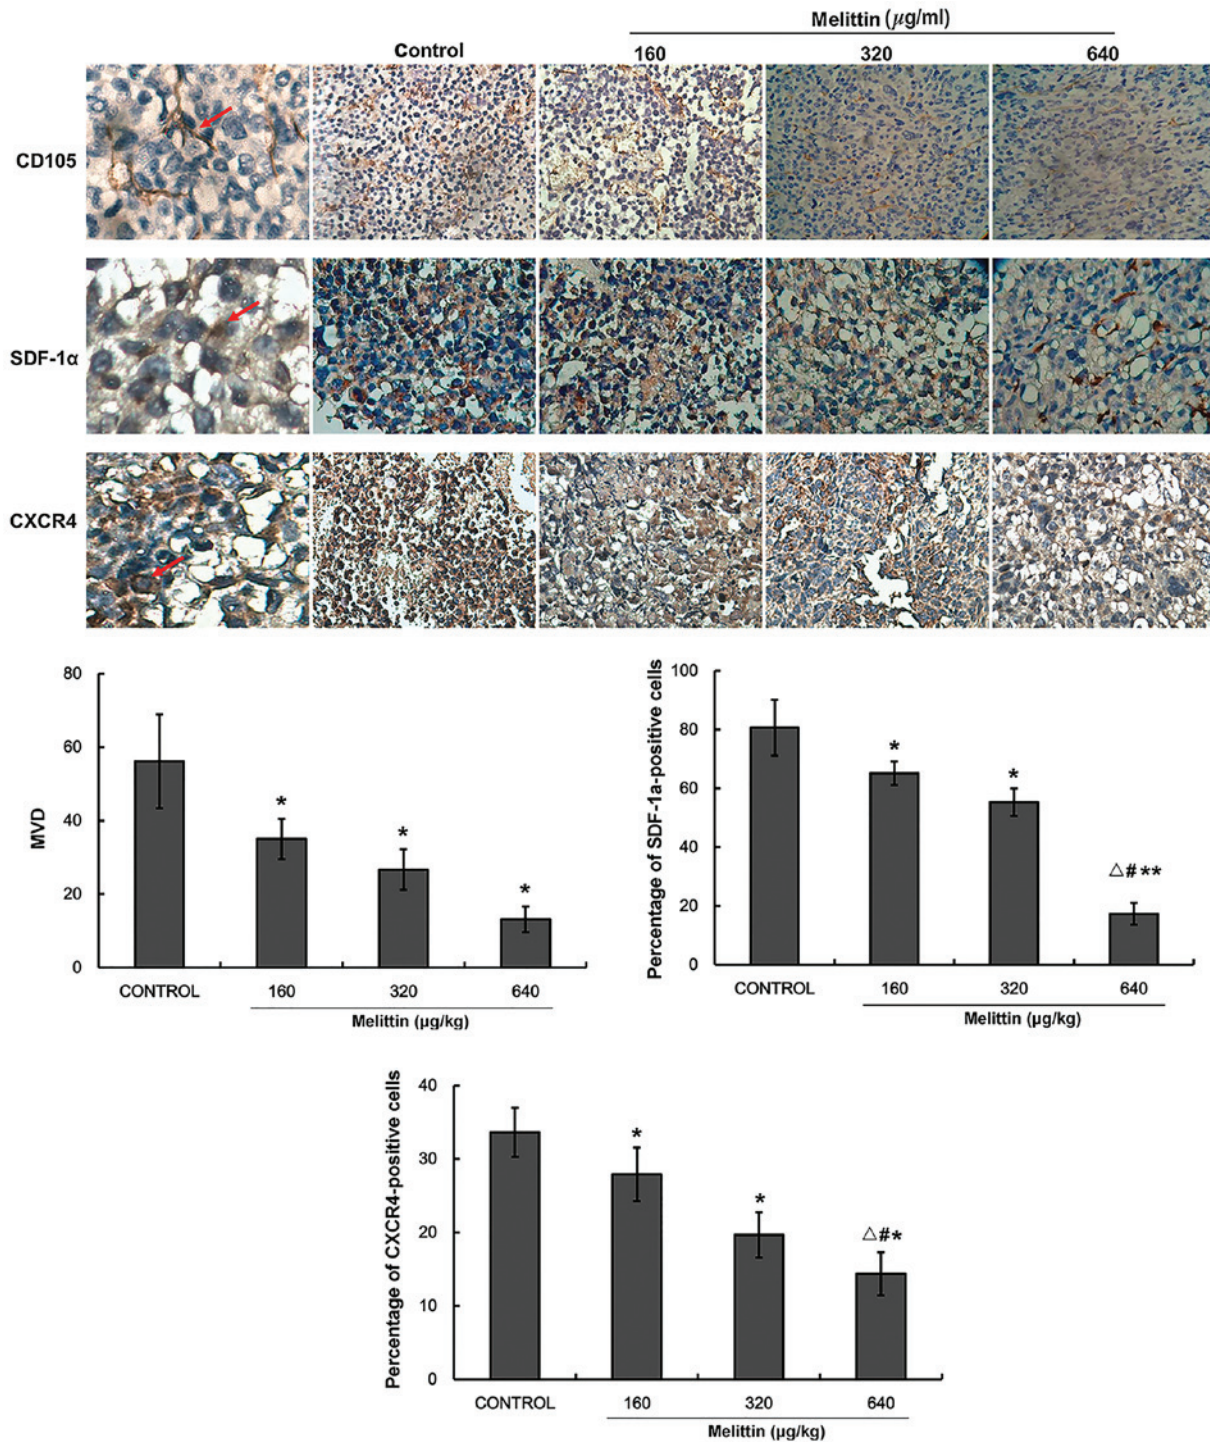 Melittin (μg/ml)
Control 160 320 640
CD105
SDF-1α
CXCR4
80
60
40
20
0
MVD
*
*
*
CONTROL 160 320 640
Melittin (μg/kg)
100
80
60
40
20
0
Percentage of SDF-1a-positive cells
*
*
△#**
CONTROL 160 320 640
Melittin (μg/kg)
40
30
20
10
0
Percentage of CXCR4-positive cells
*
*
△#*
CONTROL 160 320 640
Melittin (μg/kg)